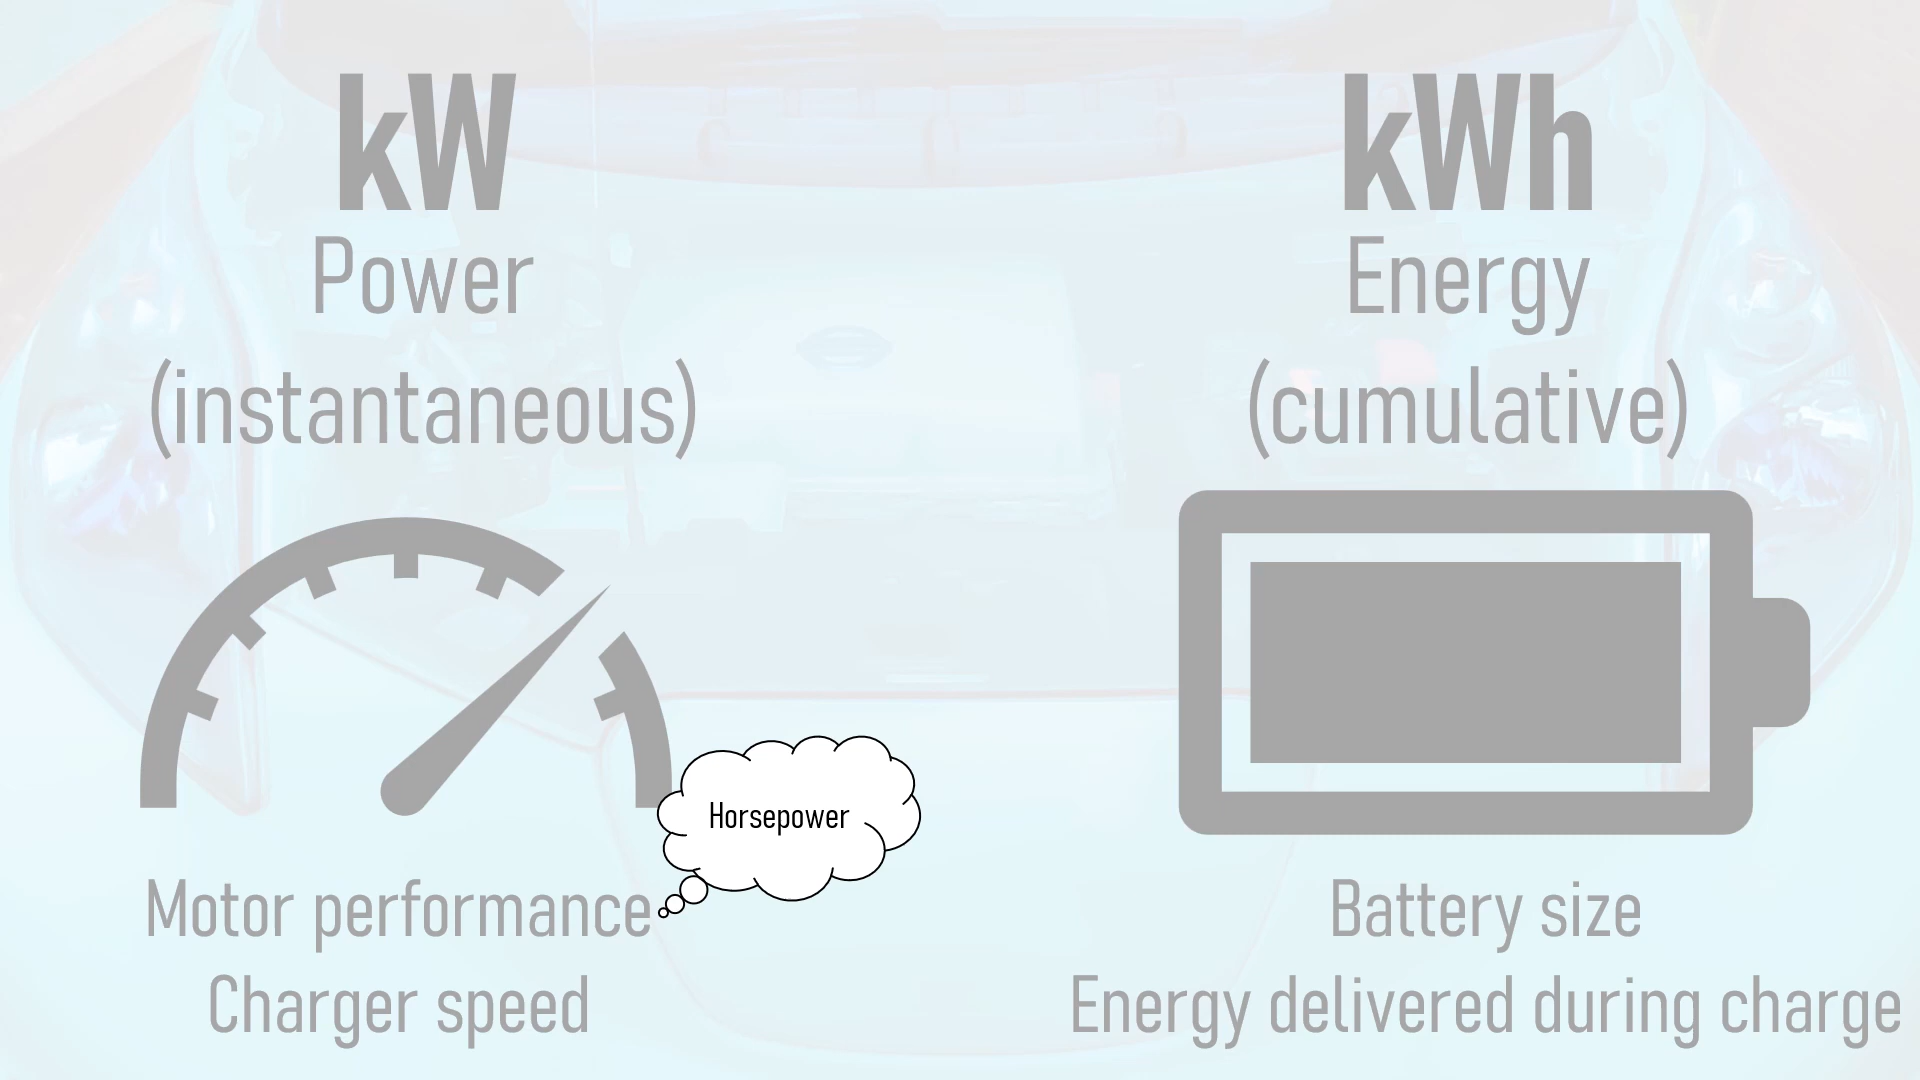 kW
Power
(instantaneous)
Horsepower
Motor performance
Charger speed
kWh
Energy
(cumulative)
Battery size
Energy delivered during charge